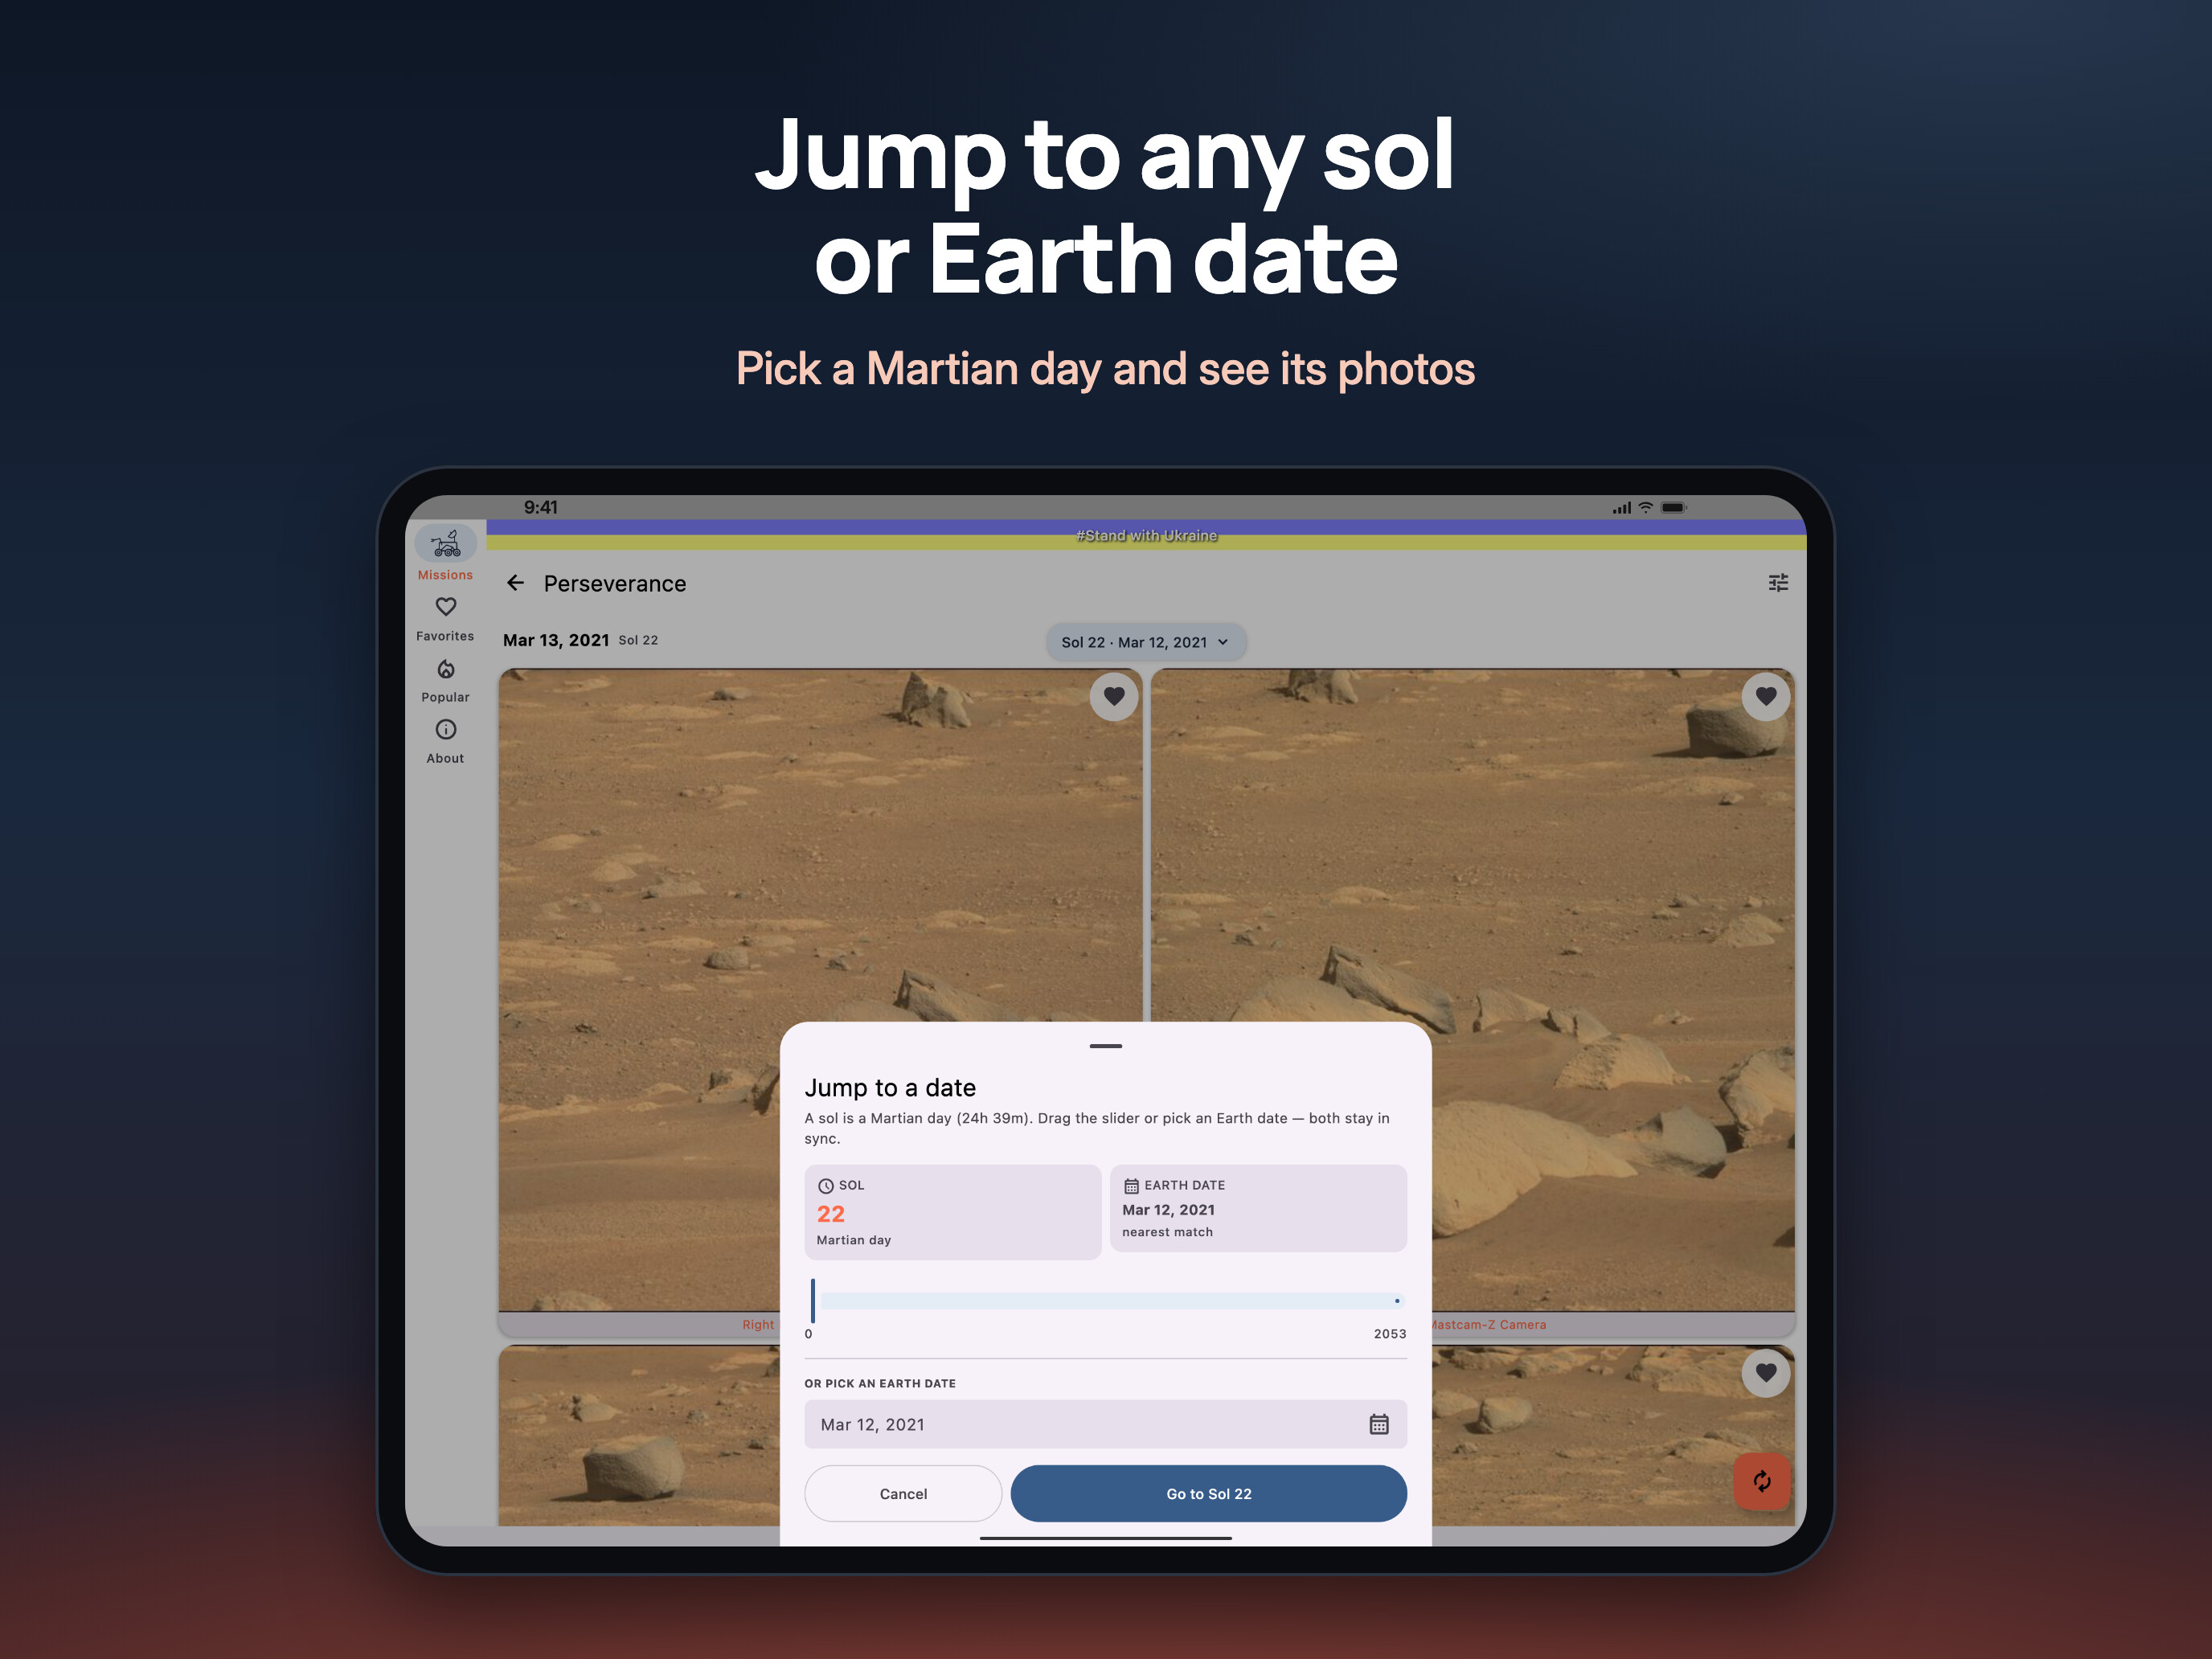 Jump to any sol
or Earth date
Pick a Martian day and see its photos
9:41
#Stand with Ukraine
Missions
Favorites
Popular
About
Perseverance
Mar 13, 2021 Sol 22
Sol 22 · Mar 12, 2021
Right
Mastcam-Z Camera
Jump to a date
A sol is a Martian day (24h 39m). Drag the slider or pick an Earth date — both stay in
sync.
SOL
22
Martian day
EARTH DATE
Mar 12, 2021
nearest match
0
2053
OR PICK AN EARTH DATE
Mar 12, 2021
Cancel
Go to Sol 22